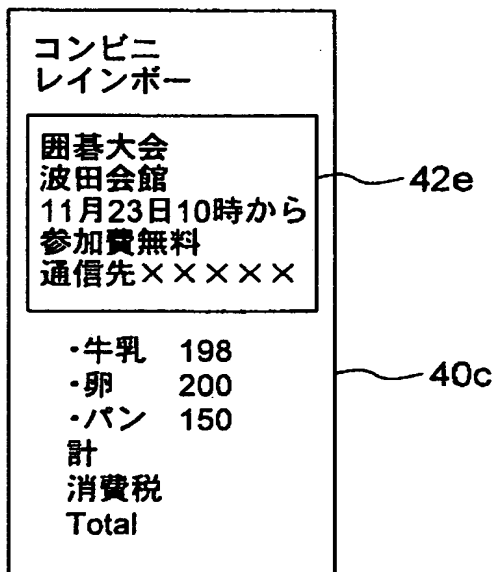 コンビニ
レインボー
囲碁大会
波田会館
11月23日10時から
参加費無料
通信先×××××
42e
・牛乳 198
・卵 200
・パン 150
40c
計
消費税
Total